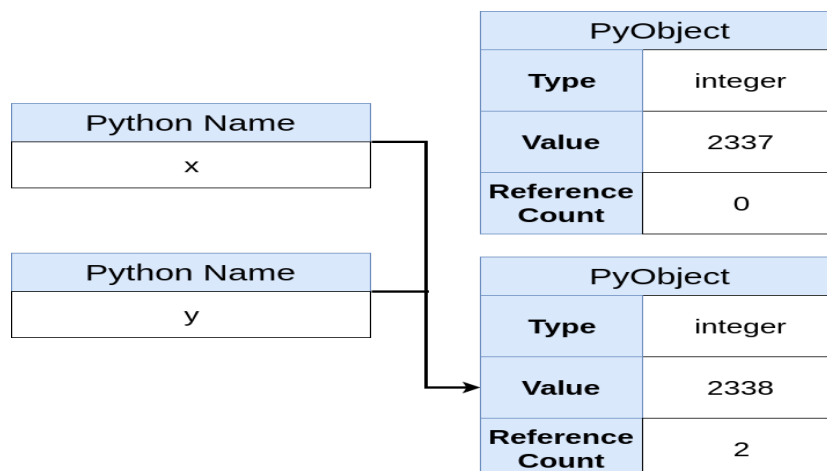 PyObject
Type integer
Value 2337
Reference
Count 0
Python Name
x
Python Name
y
PyObject
Type integer
Value 2338
Reference
Count 2